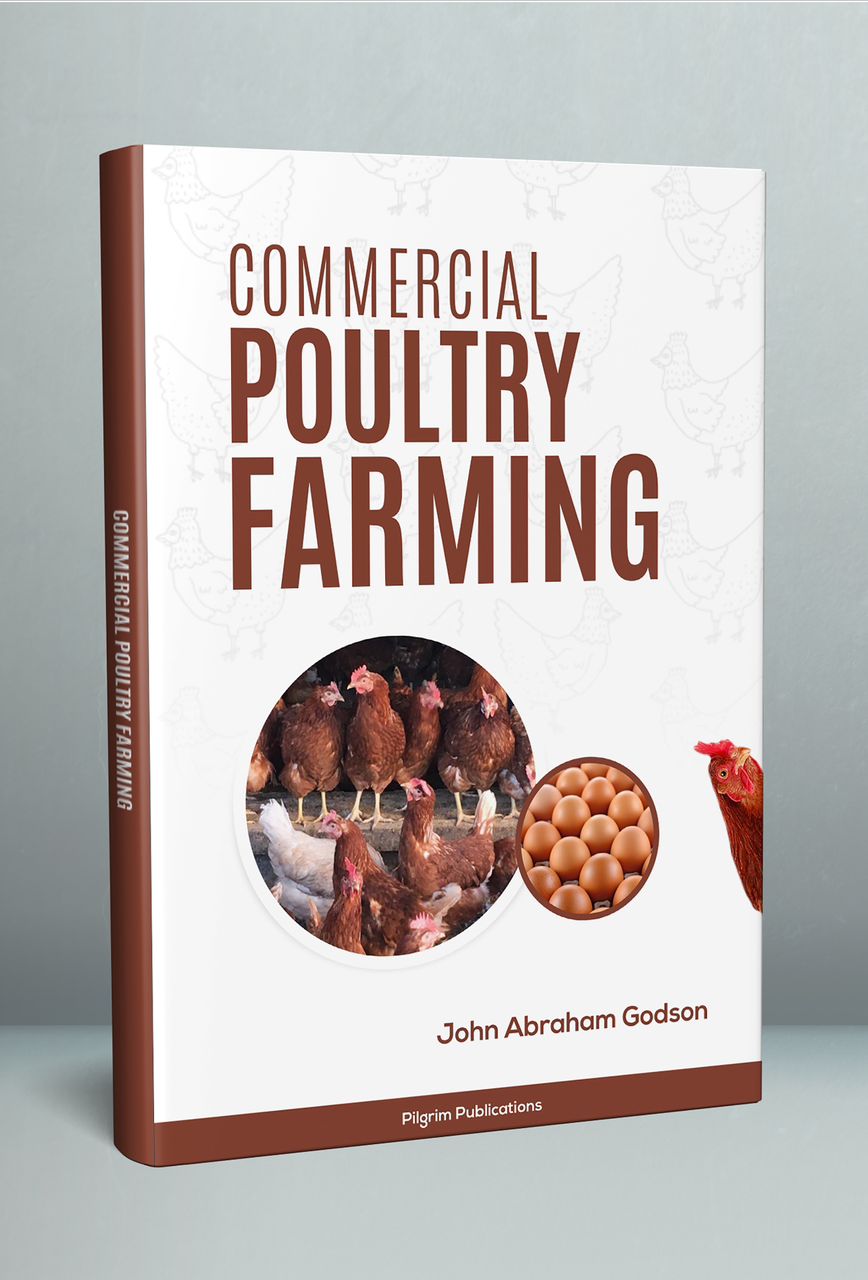 COMMERCIAL
POULTRY
FARMING
John Abraham Godson
Pilgrim Publications
COMMERCIAL POULTRY FARMING